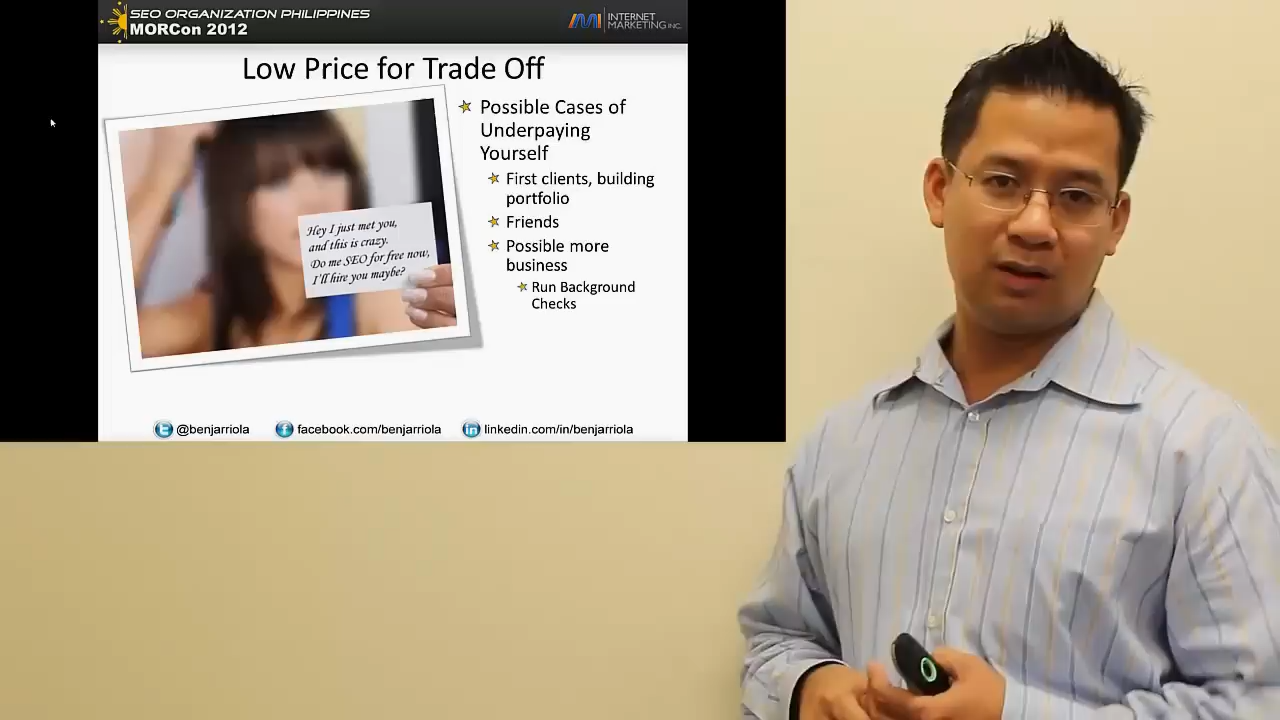 SEO ORGANIZATION PHILIPPINES
MORCon 2012
INTERNET
MARKETING INC.
Low Price for Trade Off
Hey I just met you,
and this is crazy.
Do me SEO for free now,
I'll hire you maybe?
Possible Cases of
Underpaying
Yourself
First clients, building
portfolio
Friends
Possible more
business
Run Background
Checks
@benjarriola
facebook.com/benjarriola
linkedin.com/in/benjarriola